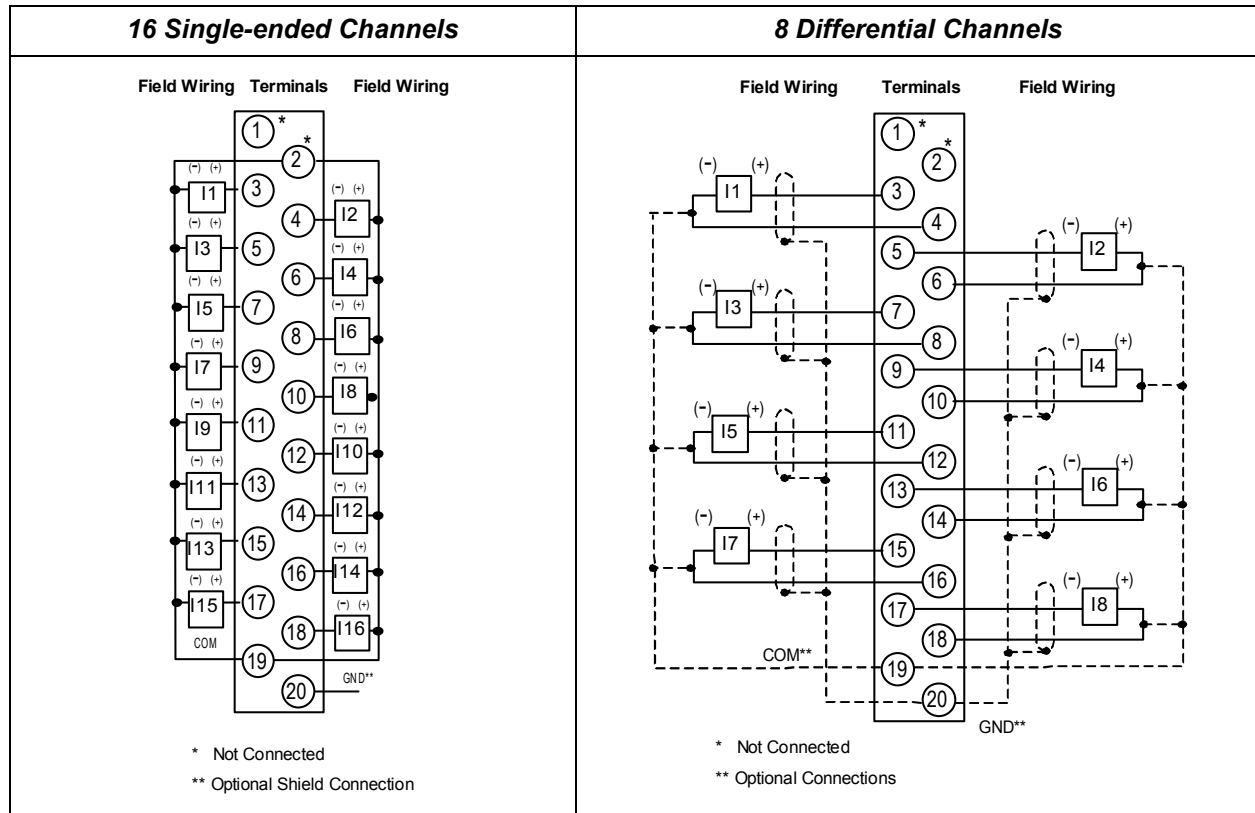 16 Single-ended Channels
Field Wiring Terminals Field Wiring
1 *
2 *
(-) (+)
I1 3
(-) (+)
4 I2
(-) (+)
I3 5
(-) (+)
6 I4
(-) (+)
I5 7
(-) (+)
8 I6
(-) (+)
I7 9
(-) (+)
10 I8
(-) (+)
I9 11
(-) (+)
12 I10
(-) (+)
I11 13
(-) (+)
14 I12
(-) (+)
I13 15
(-) (+)
16 I14
(-) (+)
I15 17
(-) (+)
18 I16
COM
19
20 GND**
* Not Connected
** Optional Shield Connection
8 Differential Channels
Field Wiring Terminals Field Wiring
1 *
2 *
(-) (+)
I1 3
4
(-) (+)
5 I2
6
(-) (+)
I3 7
8
(-) (+)
9 I4
10
(-) (+)
I5 11
12
(-) (+)
13 I6
14
(-) (+)
I7 15
16
(-) (+)
17 I8
18
COM** 19
20
GND**
* Not Connected
** Optional Connections